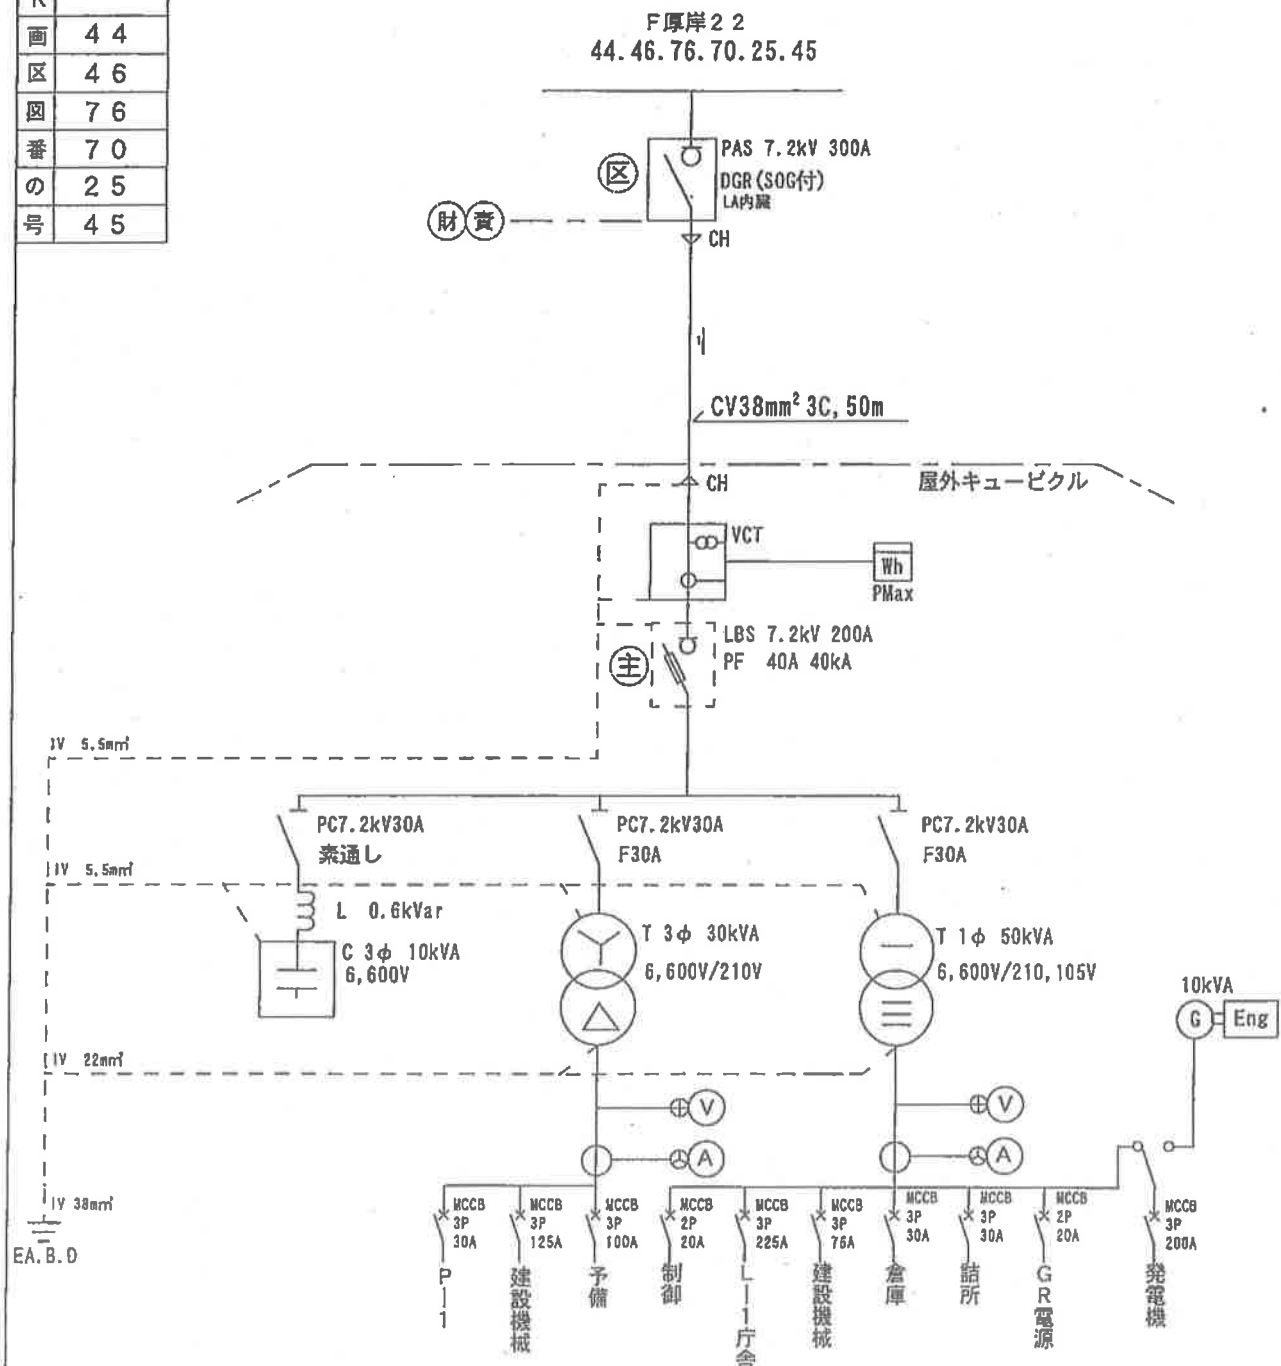 画 44
区 46
図 76
番 70
の 25
号 45
F厚岸22
44.46.76.70.25.45
区
PAS 7.2kV 300A
DGR(SOG付)
LA内臓
財 責
CH
CV38mm² 3C, 50m
屋外キュービクル
CH
VCT
Wh
PMax
主
LBS 7.2kV 200A
PF 40A 40kA
IV 5.5mm²
PC7.2kV30A
素通し
PC7.2kV30A
F30A
PC7.2kV30A
F30A
IV 5.5mm²
L 0.6kVar
C 3φ 10kVA
6,600V
T 3φ 30kVA
6,600V/210V
T 1φ 50kVA
6,600V/210,105V
10kVA
G
Eng
IV 22mm²
V
A
V
A
IV 38mm²
EA.B.D
MCCB
3P
30A
P-1
MCCB
3P
125A
建設機械
MCCB
3P
100A
予備
MCCB
2P
20A
制御
MCCB
3P
225A
L-1庁舎
MCCB
3P
75A
建設機械
MCCB
3P
30A
倉庫
MCCB
3P
30A
詰所
MCCB
2P
20A
GR電源
MCCB
3P
200A
発電機